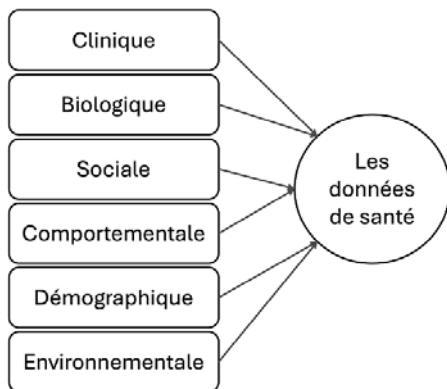 Clinique
Biologique
Sociale
Comportementale
Démographique
Environnementale
Les
données
de santé